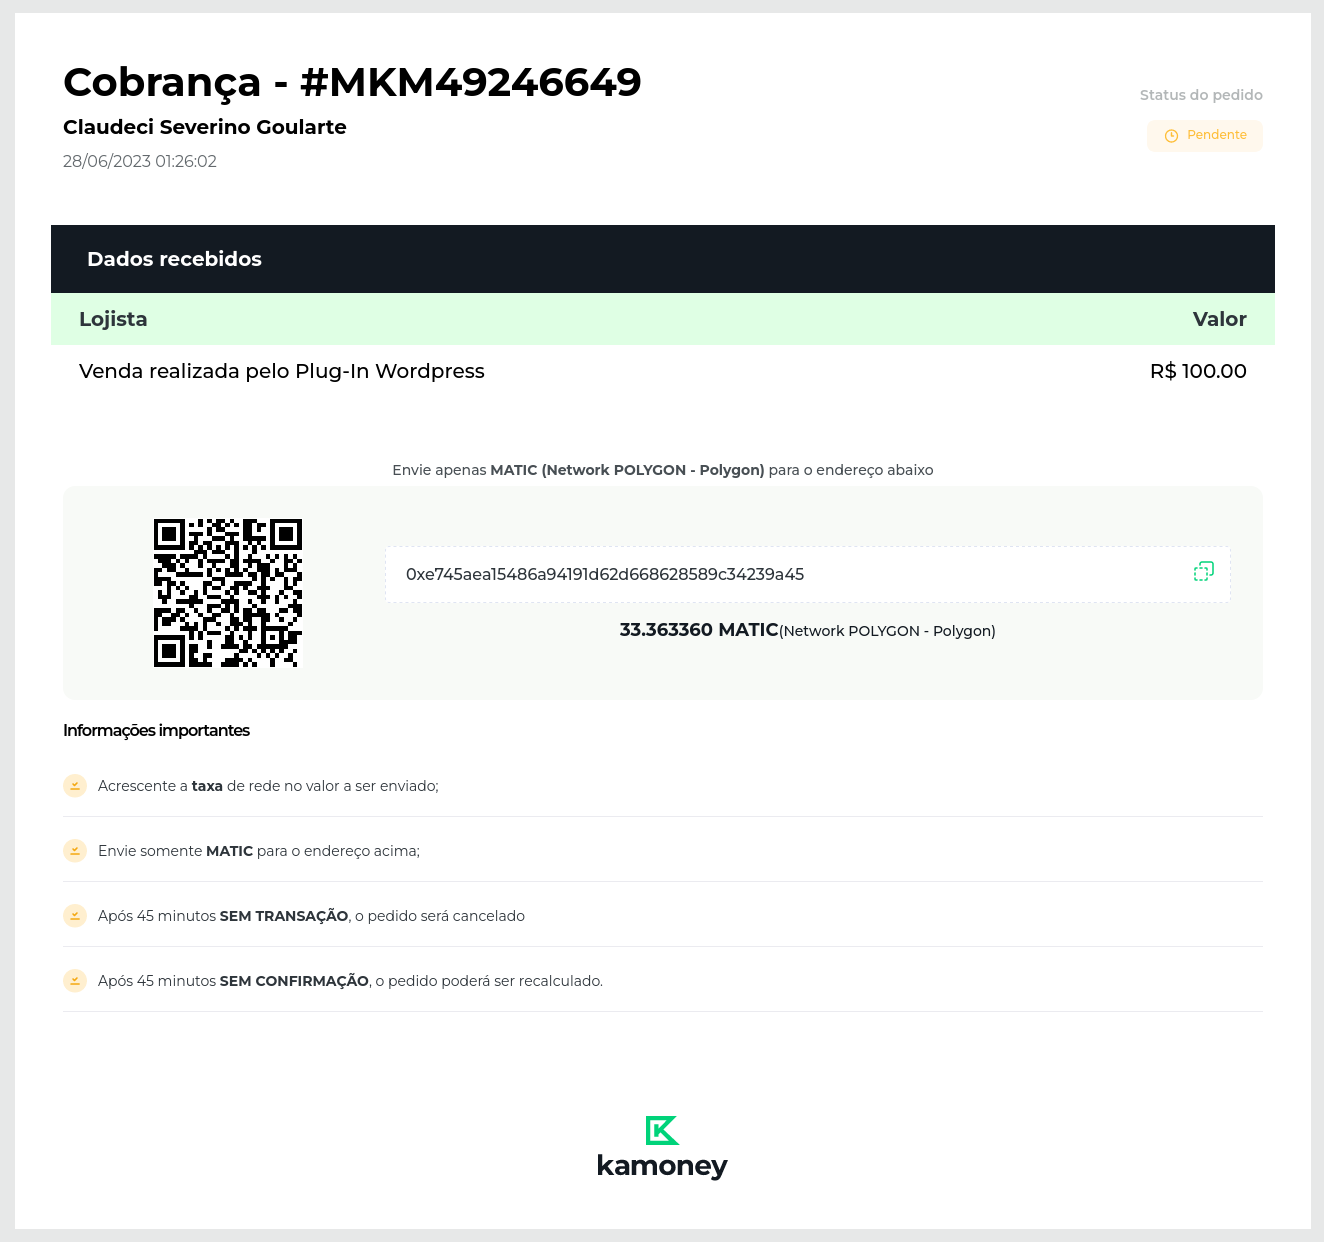 Cobrança - #MKM49246649
Claudeci Severino Goularte
28/06/2023 01:26:02
Status do pedido
Pendente
Dados recebidos
Lojista Valor
Venda realizada pelo Plug-In Wordpress R$ 100.00
Envie apenas MATIC (Network POLYGON - Polygon) para o endereço abaixo
0xe745aea15486a94191d62d668628589c34239a45
33.363360 MATIC(Network POLYGON - Polygon)
Informações importantes
Acrescente a taxa de rede no valor a ser enviado;
Envie somente MATIC para o endereço acima;
Após 45 minutos SEM TRANSAÇÃO, o pedido será cancelado
Após 45 minutos SEM CONFIRMAÇÃO, o pedido poderá ser recalculado.
kamoney